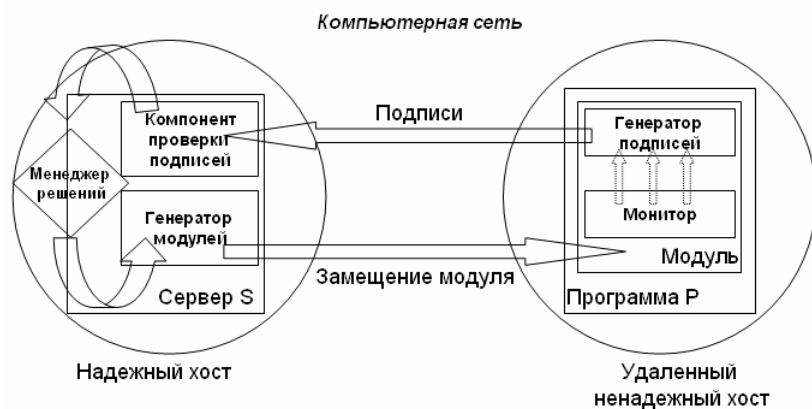 Компьютерная сеть
Компонент
проверки
подписей
Подписи
Генератор
подписей
Менеджер
решений
Генератор
модулей
Монитор
Модуль
Замещение модуля
Сервер S
Программа P
Надежный хост
Удаленный
ненадежный хост